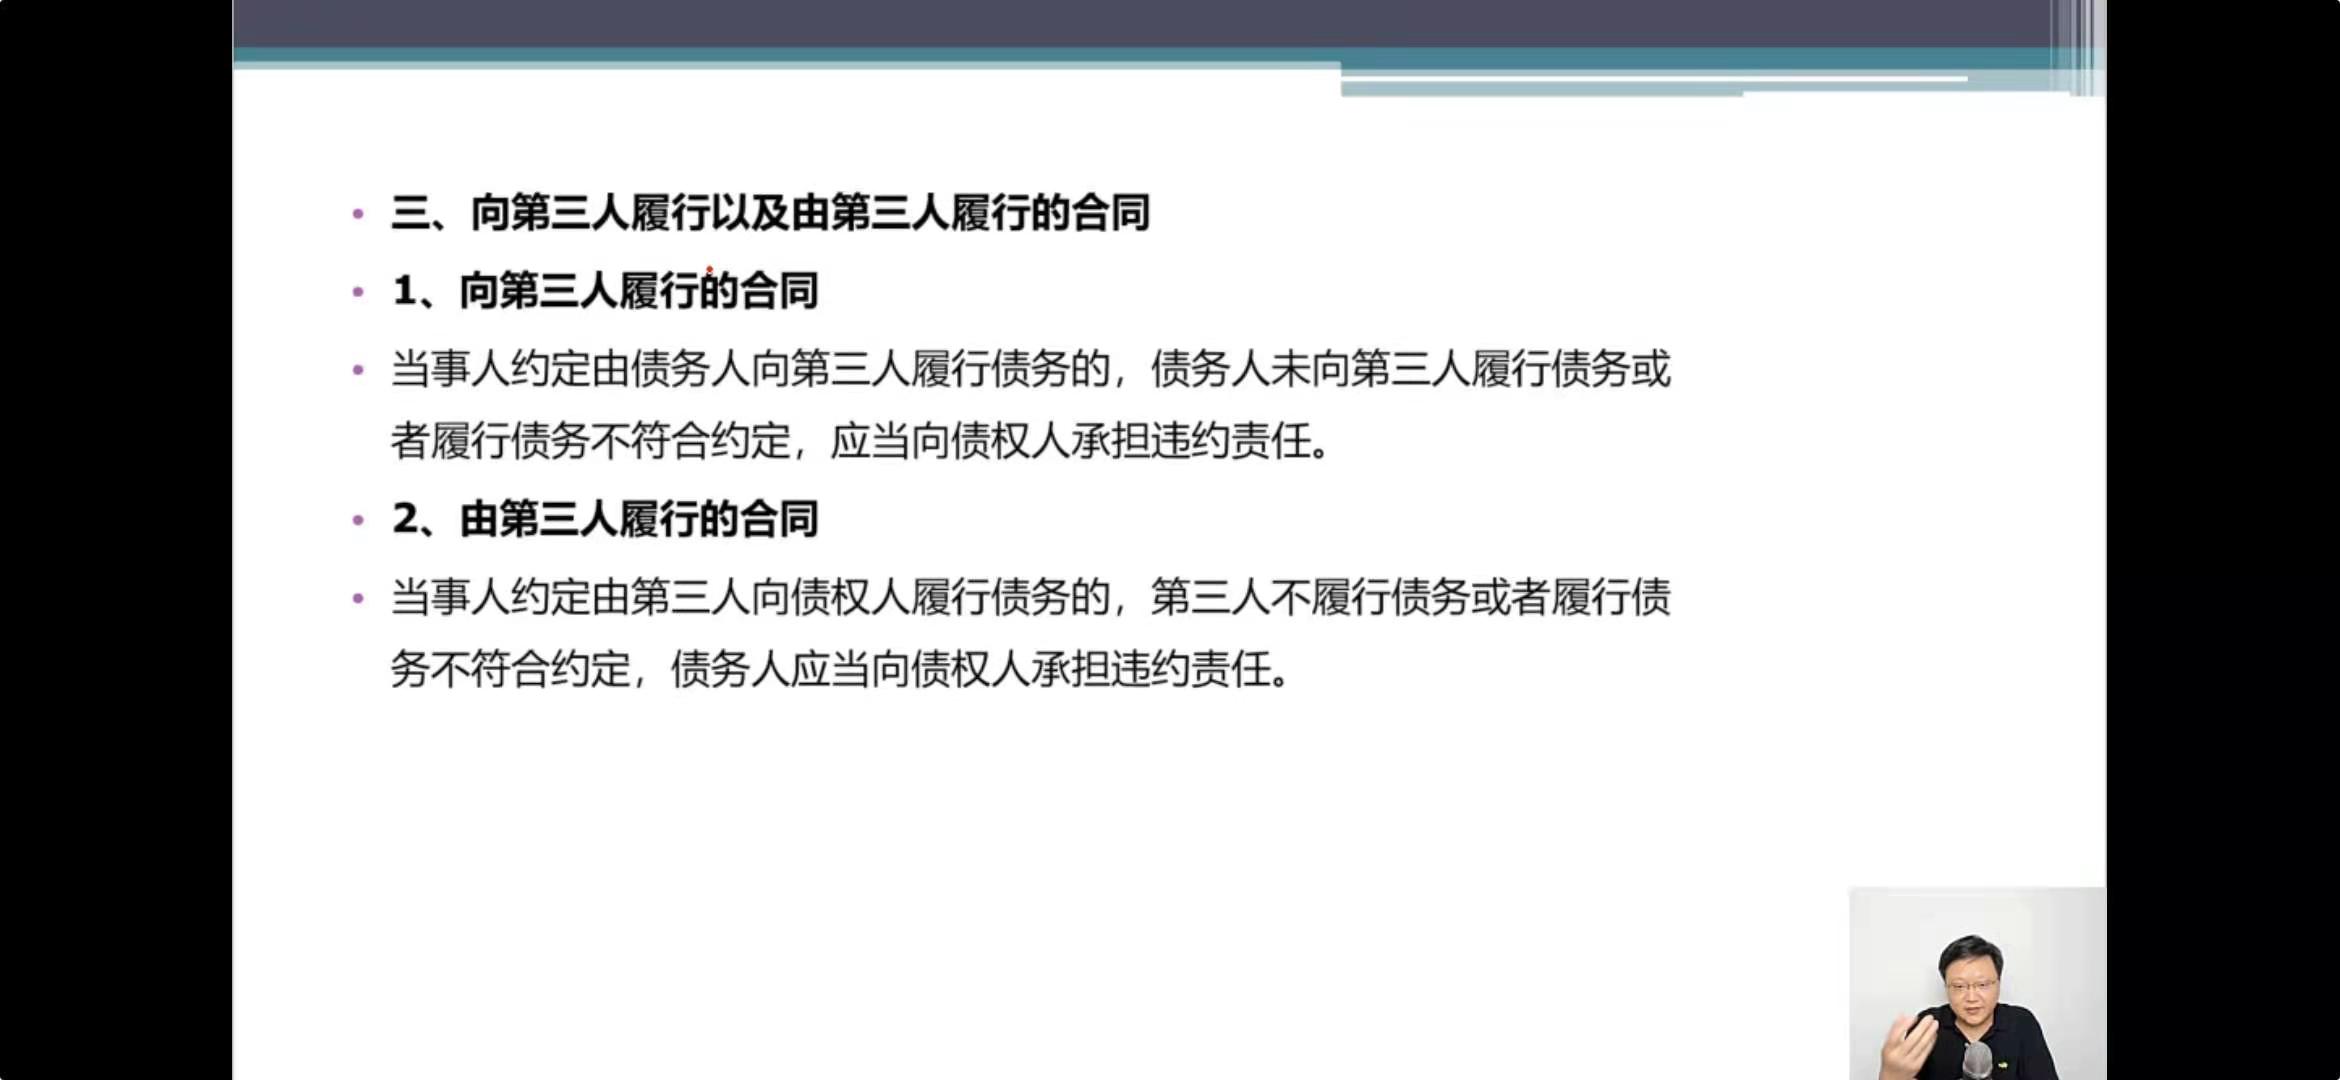 • 三、向第三人履行以及由第三人履行的合同
• 1、向第三人履行的合同
• 当事人约定由债务人向第三人履行债务的，债务人未向第三人履行债务或
者履行债务不符合约定，应当向债权人承担违约责任。
• 2、由第三人履行的合同
• 当事人约定由第三人向债权人履行债务的，第三人不履行债务或者履行债
务不符合约定，债务人应当向债权人承担违约责任。